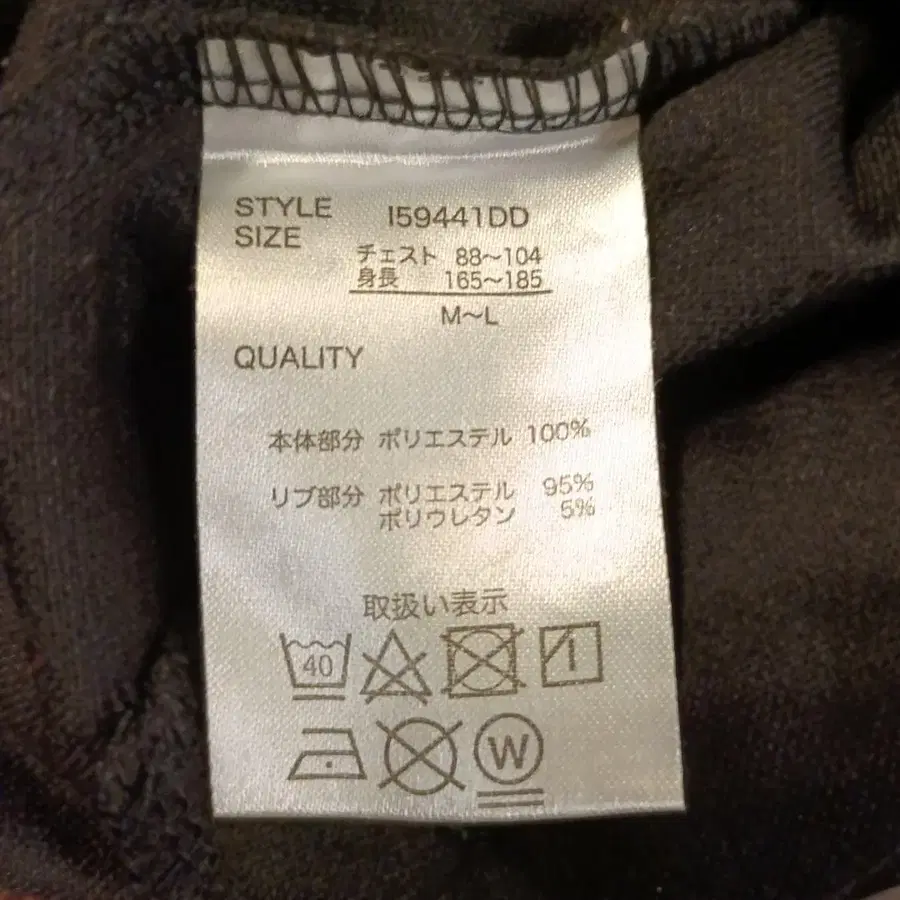 STYLE I59441DD
SIZE
チェスト 88〜104
身長 165〜185
M〜L
QUALITY
本体部分 ポリエステル 100%
リブ部分 ポリエステル 95%
ポリウレタン 5%
取扱い表示
40
W